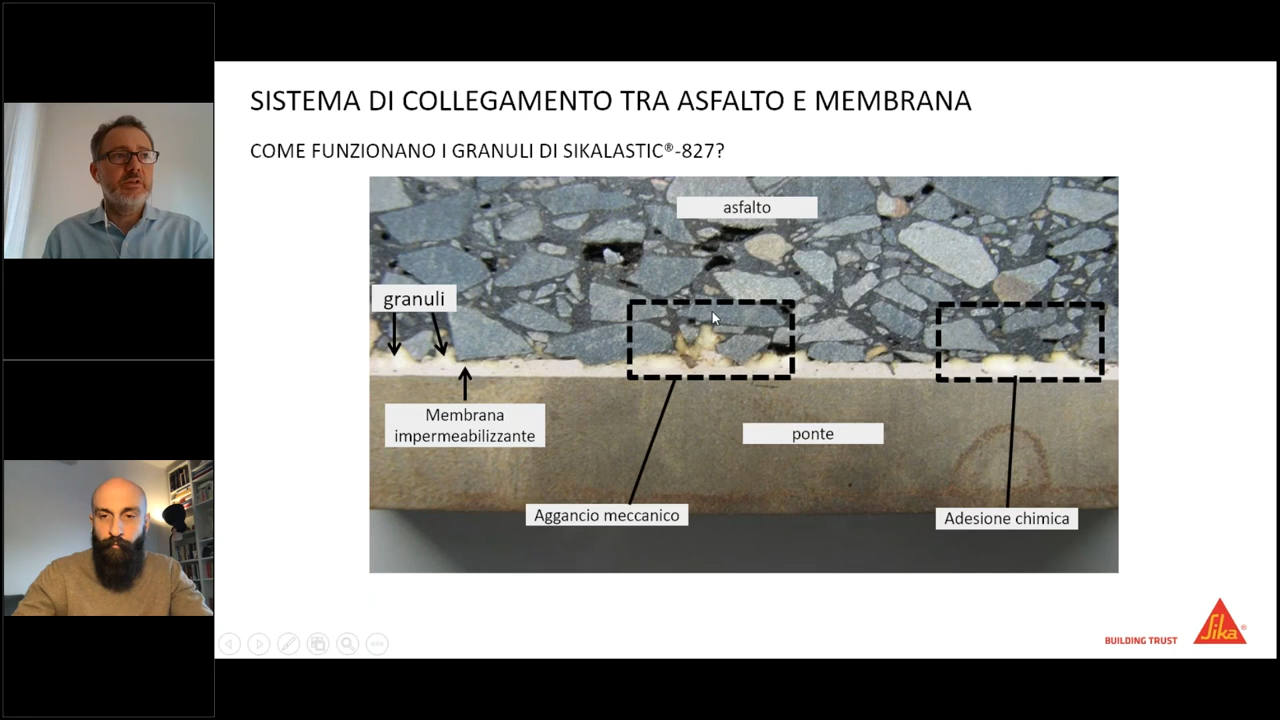 SISTEMA DI COLLEGAMENTO TRA ASFALTO E MEMBRANA
COME FUNZIONANO I GRANULI DI SIKALASTIC®-827?
asfalto
granuli
Membrana
impermeabilizzante
ponte
Aggancio meccanico
Adesione chimica
BUILDING TRUST
Sika®